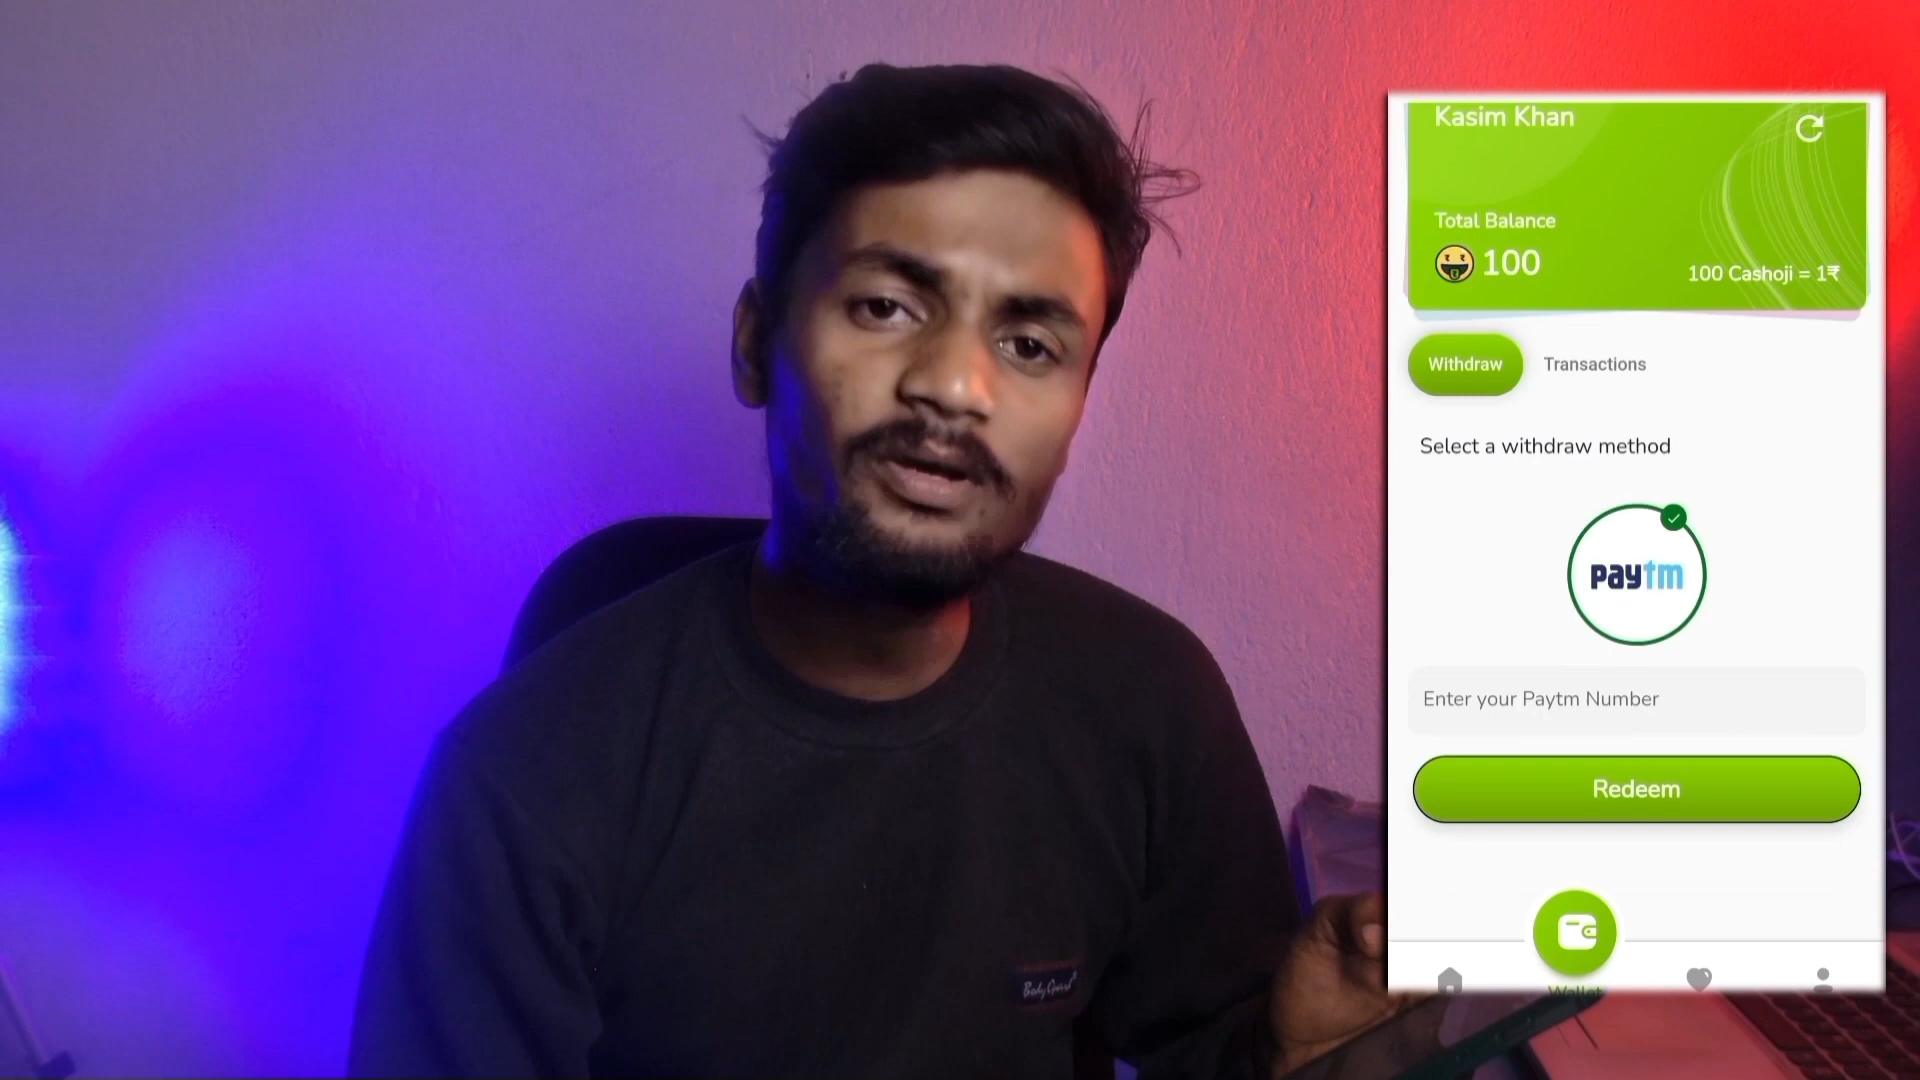 Kasim Khan
Total Balance
100
100 Cashoji = 1₹
Withdraw
Transactions
Select a withdraw method
paytm
Enter your Paytm Number
Redeem
Wallet